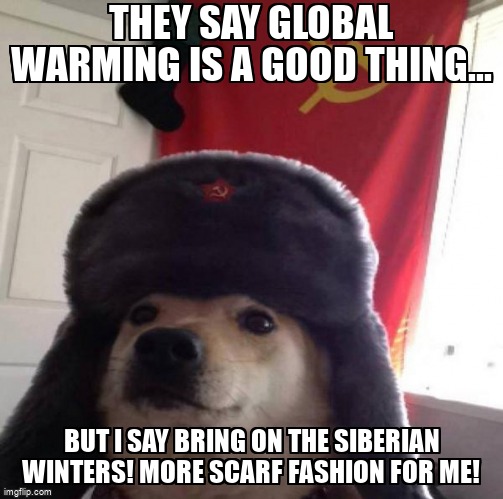 THEY SAY GLOBAL
WARMING IS A GOOD THING...
BUT I SAY BRING ON THE SIBERIAN
WINTERS! MORE SCARF FASHION FOR ME!
imgflip.com